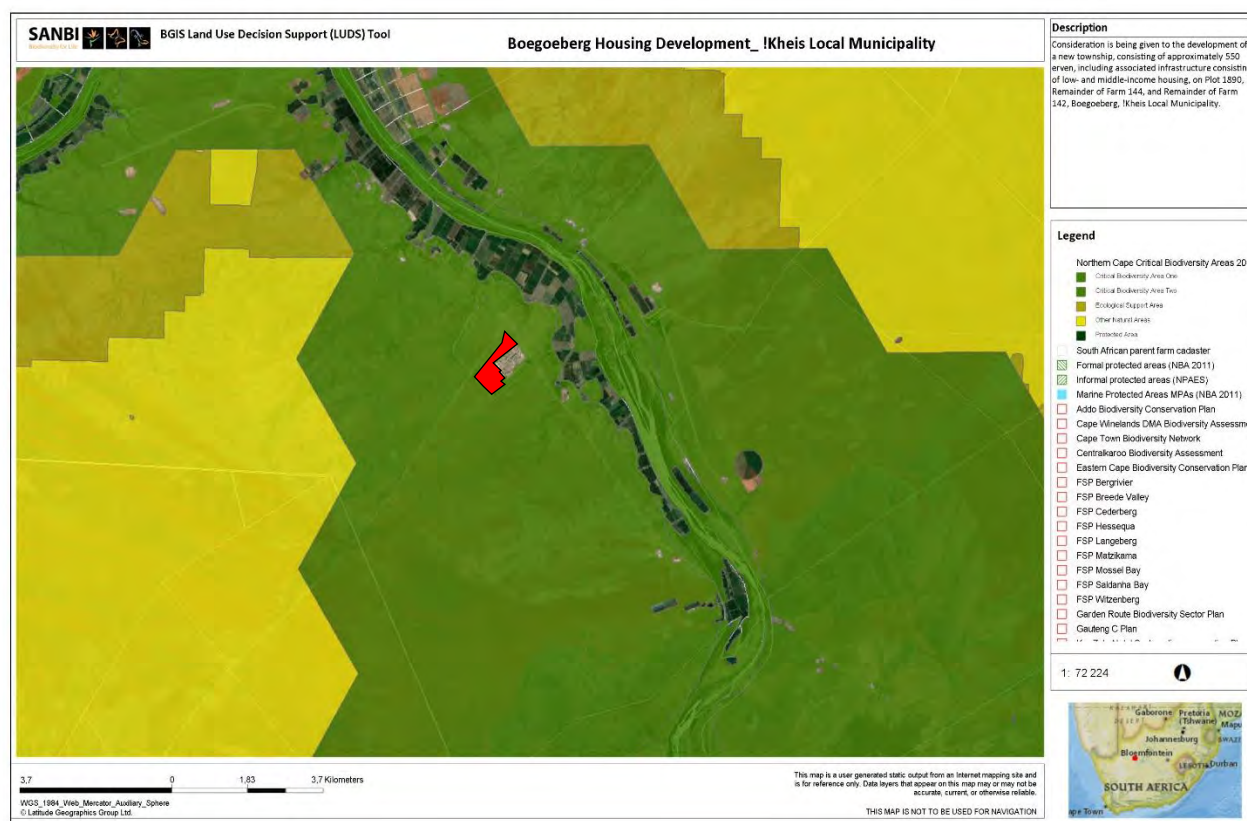 SANBI
Biodiversity for Life
BGIS Land Use Decision Support (LUDS) Tool
Boegoeberg Housing Development_ !Kheis Local Municipality
Description
Consideration is being given to the development of
a new township, consisting of approximately 550
erven, including associated infrastructure consistin
of low- and middle-income housing, on Plot 1890,
Remainder of Farm 144, and Remainder of Farm
142, Boegoeberg, !Kheis Local Municipality.
Legend
Northern Cape Critical Biodiversity Areas 20
Critical Biodiversity Area One
Critical Biodiversity Area Two
Ecological Support Area
Other Natural Areas
Protected Area
South African parent farm cadaster
Formal protected areas (NBA 2011)
Informal protected areas (NPAES)
Marine Protected Areas MPAs (NBA 2011)
Addo Biodiversity Conservation Plan
Cape Winelands DMA Biodiversity Assessme
Cape Town Biodiversity Network
Centralkaroo Biodiversity Assessment
Eastern Cape Biodiversity Conservation Plan
FSP Bergrivier
FSP Breede Valley
FSP Cederberg
FSP Hessequa
FSP Langeberg
FSP Matzikama
FSP Mossel Bay
FSP Saldanha Bay
FSP Witzenberg
Garden Route Biodiversity Sector Plan
Gauteng C Plan
1: 72 224
Gaborone Pretoria MOZA
(Tshwane) Mapu
Johannesburg SWAZI
Bloemfontein
LESOTHO Durban
SOUTH AFRICA
ape Town
3,7 0 1,83 3,7 Kilometers
WGS_1984_Web_Mercator_Auxiliary_Sphere
© Latitude Geographics Group Ltd.
This map is a user generated static output from an Internet mapping site and
is for reference only. Data layers that appear on this map may or may not be
accurate, current, or otherwise reliable.
THIS MAP IS NOT TO BE USED FOR NAVIGATION